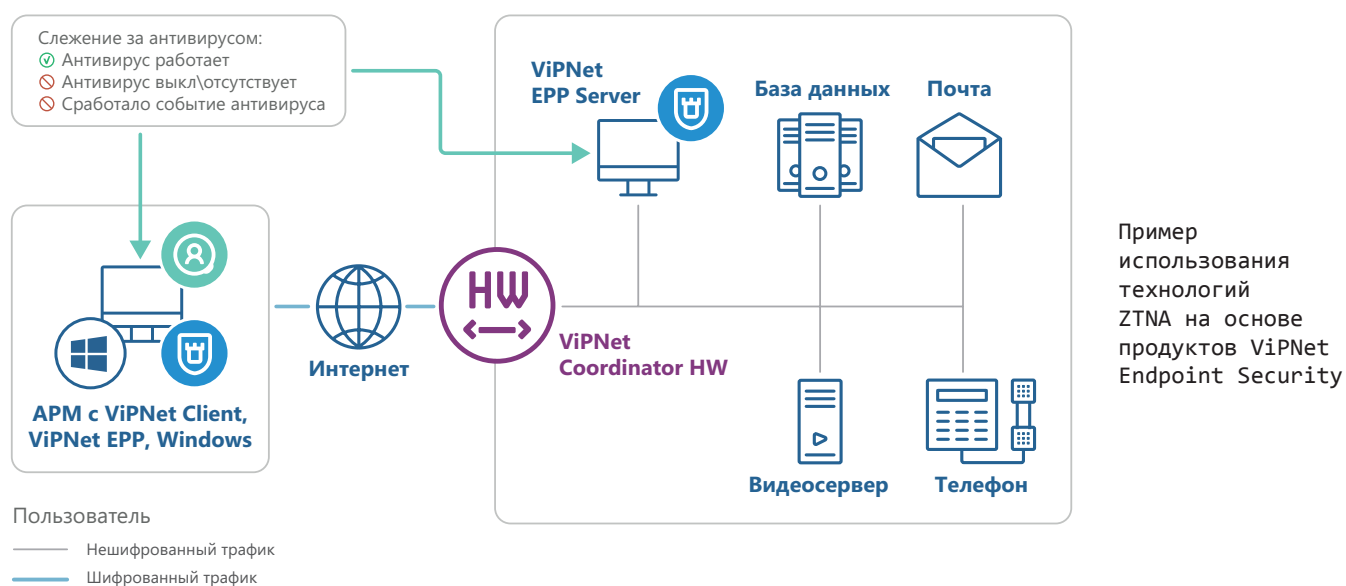 Слежение за антивирусом:
Антивирус работает
Антивирус выкл\отсутствует
Сработало событие антивируса
ViPNet
EPP Server
База данных
Почта
HW
ViPNet
Coordinator HW
Интернет
АРМ с ViPNet Client,
ViPNet EPP, Windows
Видеосервер
Телефон
Пример
использования
технологий
ZTNA на основе
продуктов ViPNet
Endpoint Security
Пользователь
Нешифрованный трафик
Шифрованный трафик